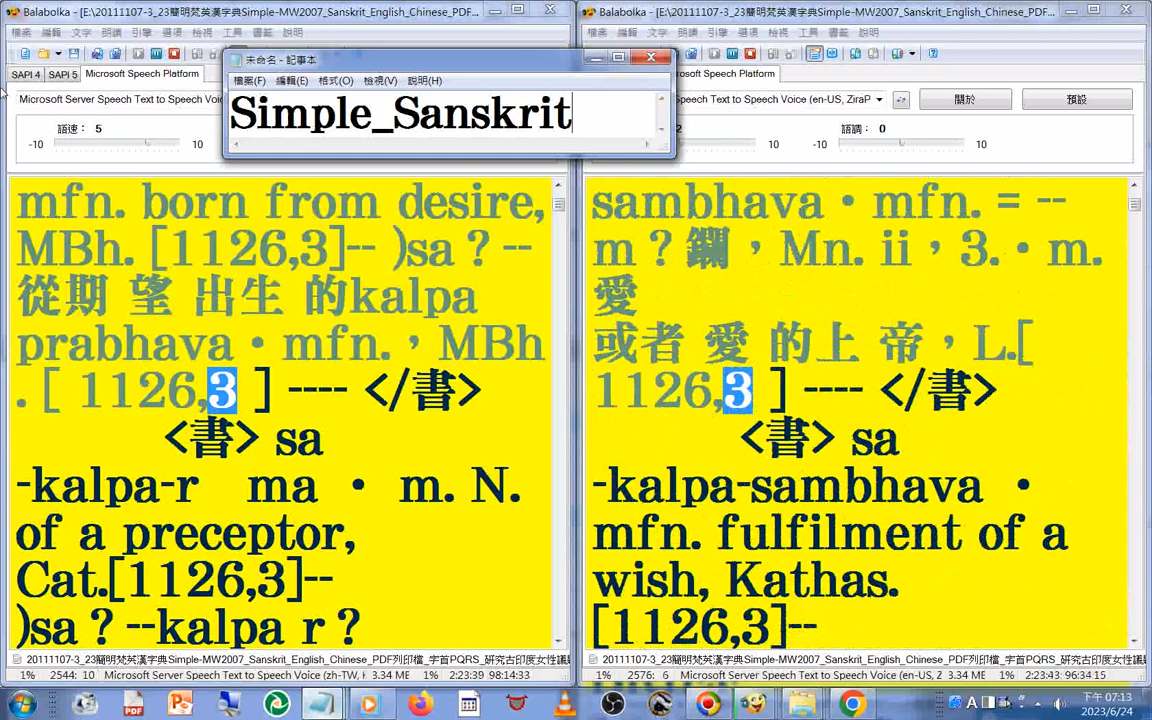 Balabolka - [E:\20111107-3_23簡明梵英漢字典Simple-MW2007_Sanskrit_English_Chinese_PDF...
檔案 編輯 文字 朗讀 引擎 選項 檢視 工具 書籤 說明
SAPI 4 SAPI 5 Microsoft Speech Platform
Microsoft Server Speech Text to Speech Voi
語速： 5
-10 10
未命名 - 記事本
檔案(F) 編輯(E) 格式(O) 檢視(V) 說明(H)
Simple_Sanskrit
Balabolka - [E:\20111107-3_23簡明梵英漢字典Simple-MW2007_Sanskrit_English_Chinese_PDF...
引擎 選項 檢視 工具 書籤 說明
osoft Speech Platform
t to Speech Voice (en-US, ZiraP
關於
預設
2 語調： 0
10 -10 10
mfn. born from desire,
MBh. [1126,3]-- )sa？--
從期 望 出生 的kalpa
prabhava・mfn.，MBh
. [ 1126,3 ] ---- </書>
<書> sa
-kalpa-r ma ・ m. N.
of a preceptor,
Cat.[1126,3]--
)sa？--kalpa r？
sambhava・mfn. = --
m？鑭，Mn. ii，3.・m.
愛
或者 愛 的上 帝，L.[
1126,3 ] ---- </書>
<書> sa
-kalpa-sambhava ・
mfn. fulfilment of a
wish, Kathas.
[1126,3]--
20111107-3_23簡明梵英漢字典Simple-MW2007_Sanskrit_English_Chinese_PDF列印檔_字首PQRS_研究古印度女性議題
1% 2544: 10 Microsoft Server Speech Text to Speech Voice (zh-TW, H 3.34 MB 1% 2:23:39 98:14:33
20111107-3_23簡明梵英漢字典Simple-MW2007_Sanskrit_English_Chinese_PDF列印檔_字首PQRS_研究古印度女性議題
1% 2576: 6 Microsoft Server Speech Text to Speech Voice (en-US, Z 3.34 MB 1% 2:23:43 96:34:15
下午 07:13
2023/6/24